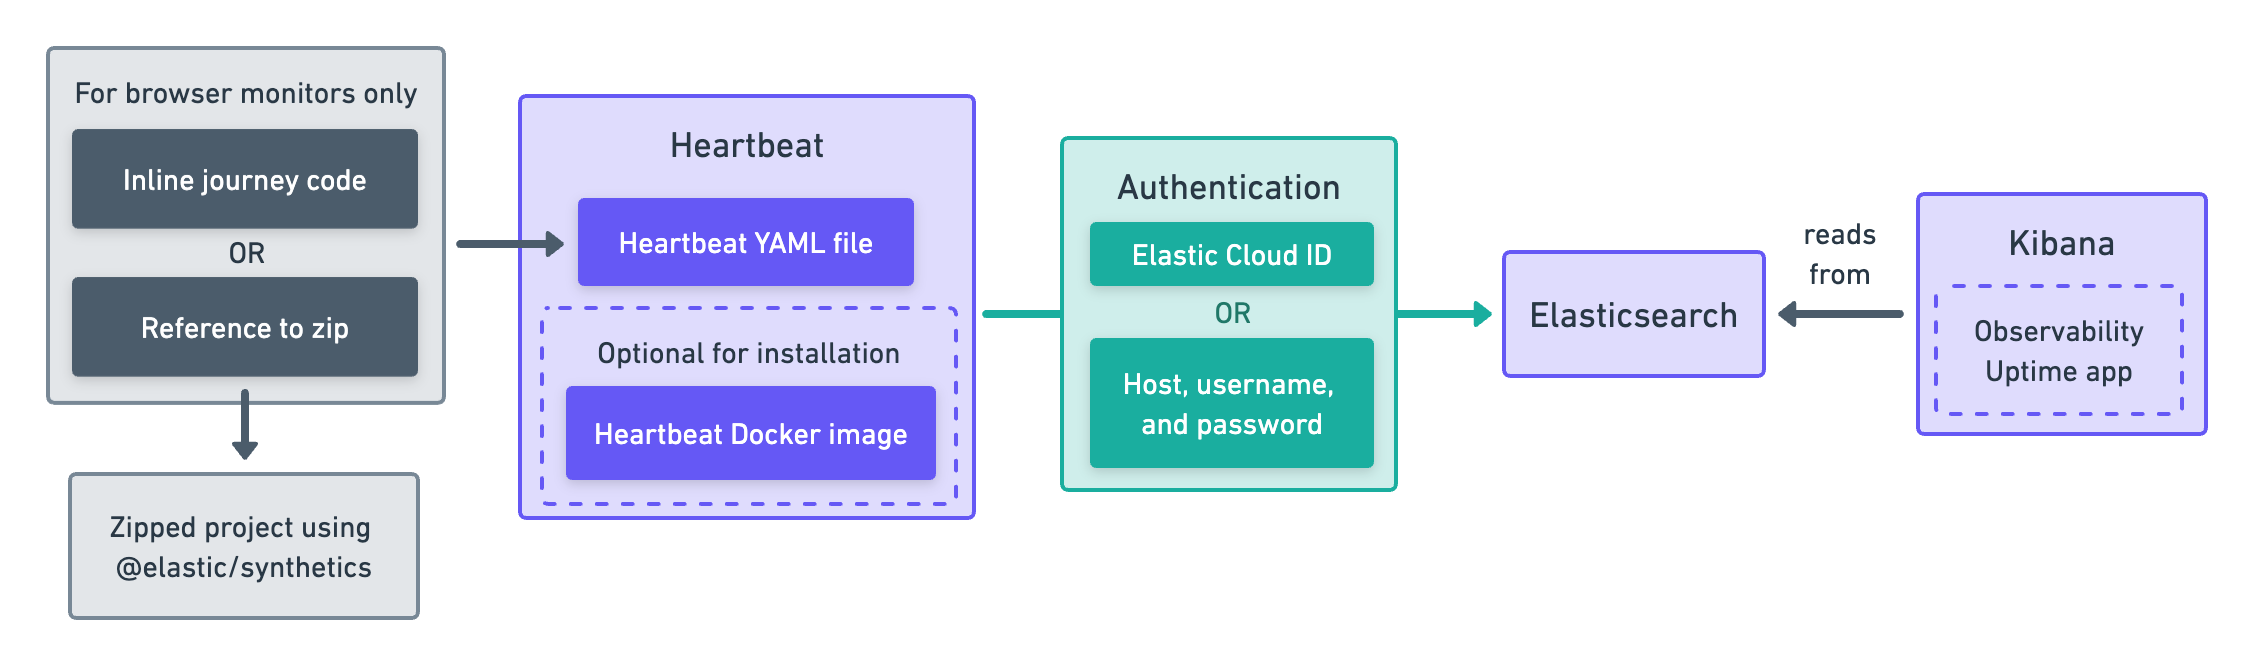 For browser monitors only
Inline journey code
OR
Reference to zip
Zipped project using
@elastic/synthetics
Heartbeat
Heartbeat YAML file
Optional for installation
Heartbeat Docker image
Authentication
Elastic Cloud ID
OR
Host, username,
and password
Elasticsearch
reads
from
Kibana
Observability
Uptime app